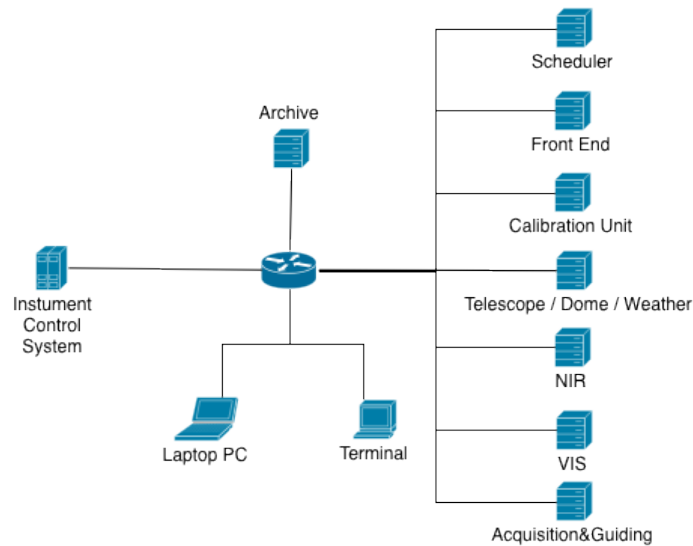 Scheduler
Archive
Front End
Calibration Unit
Instument
Control
System
Telescope / Dome / Weather
NIR
Laptop PC
Terminal
VIS
Acquisition&Guiding